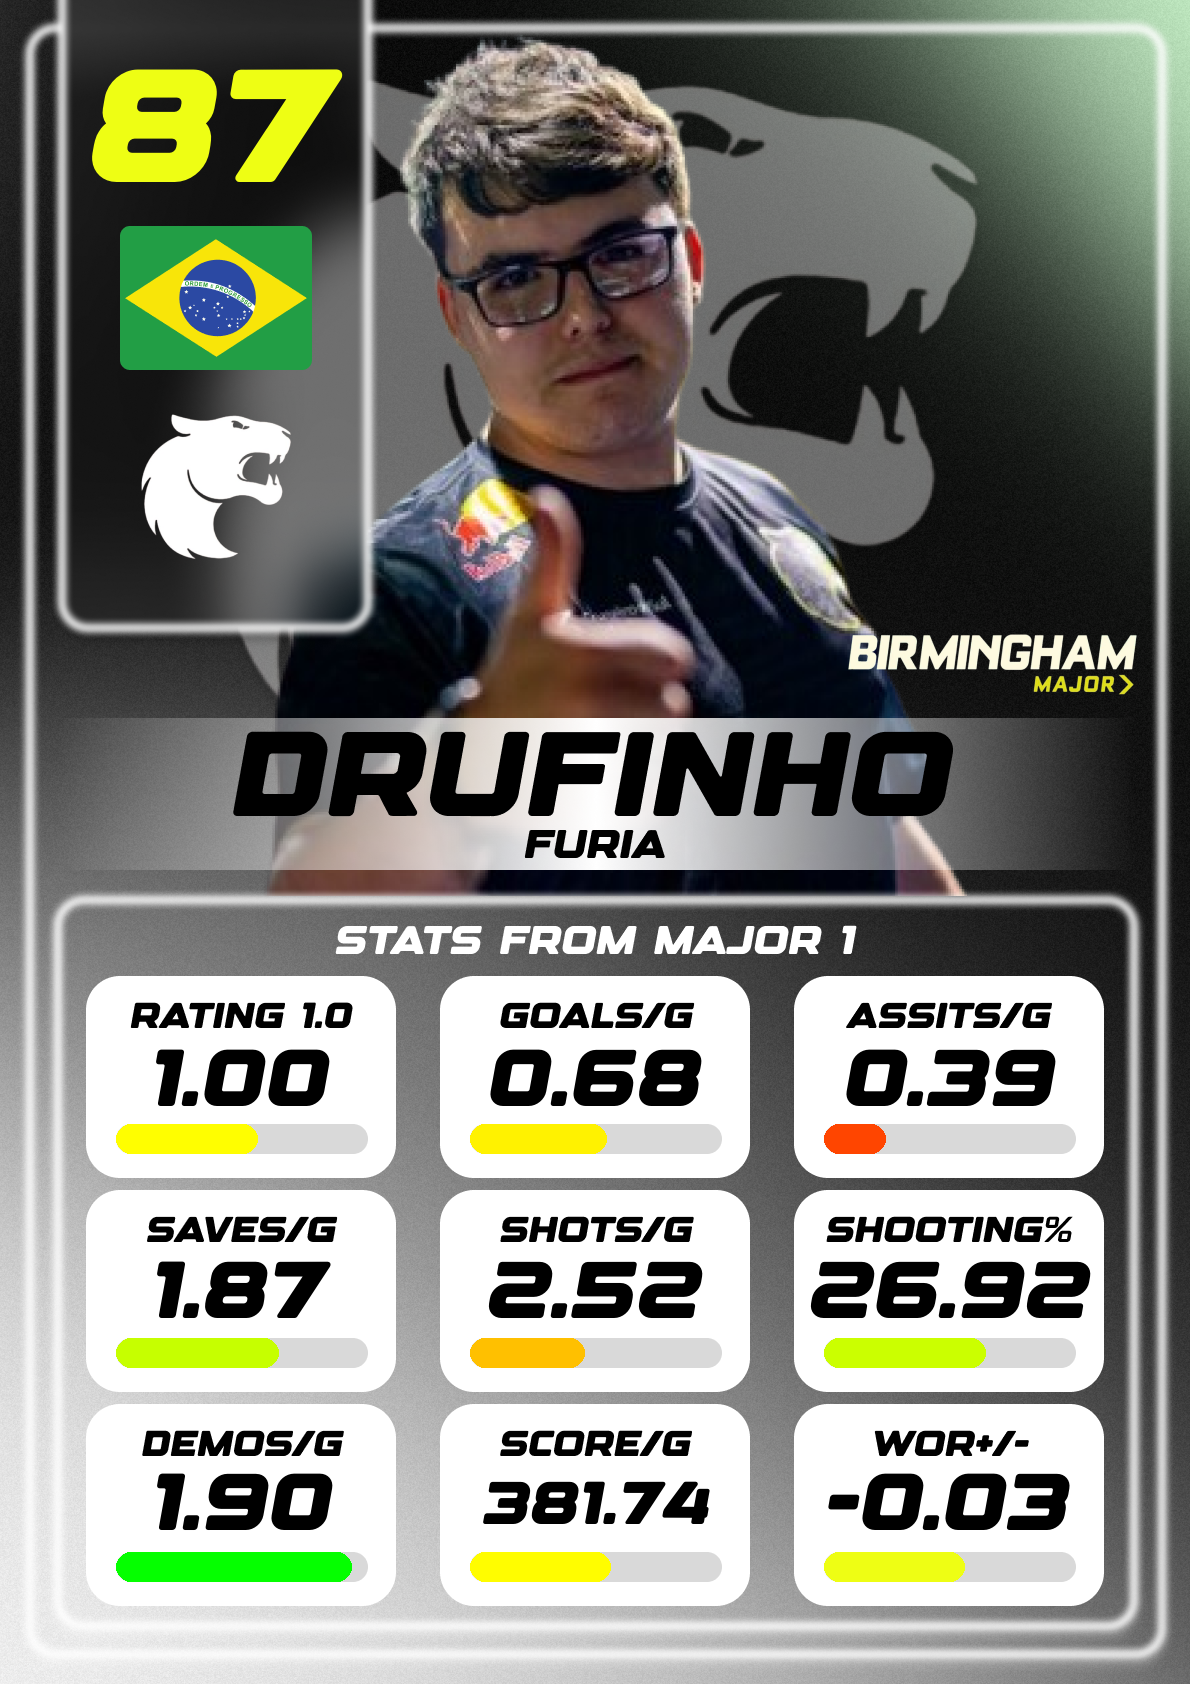 87
ORDEM E PROGRESSO
BIRMINGHAM
MAJOR
DRUFINHO
FURIA
STATS FROM MAJOR 1
RATING 1.0
1.00
GOALS/G
0.68
ASSITS/G
0.39
SAVES/G
1.87
SHOTS/G
2.52
SHOOTING%
26.92
DEMOS/G
1.90
SCORE/G
381.74
WOR+/-
-0.03